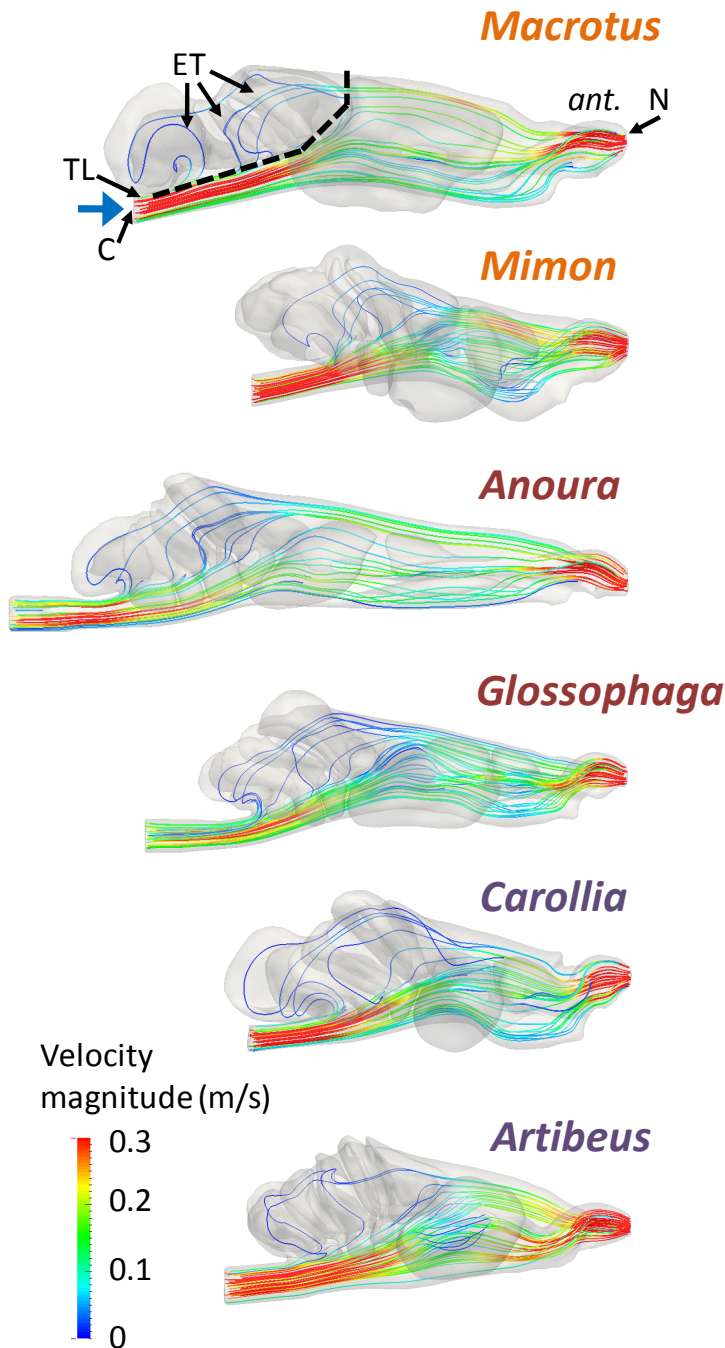 Macrotus
ET
ant.
N
TL
C
Mimon
Anoura
Glossophaga
Carollia
Velocity
magnitude (m/s)
0.3
0.2
0.1
0
Artibeus